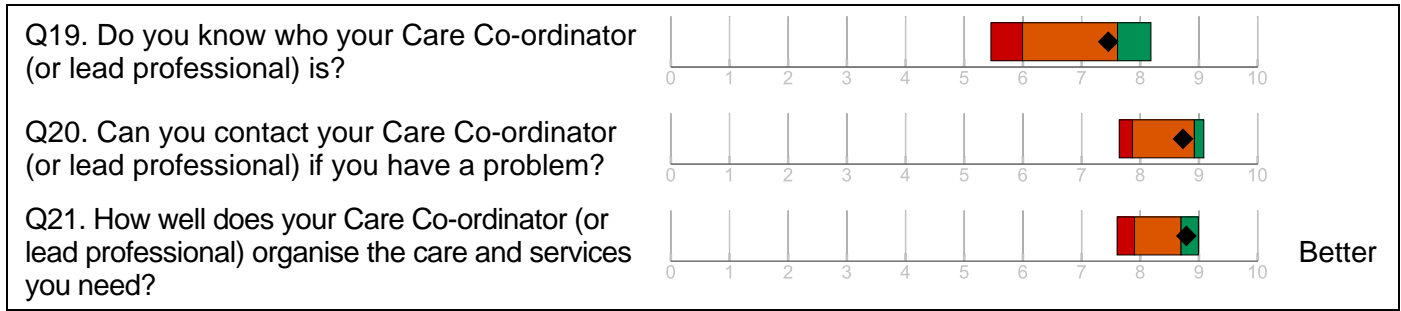 Q19. Do you know who your Care Co-ordinator
(or lead professional) is?
0 1 2 3 4 5 6 7 8 9 10
Q20. Can you contact your Care Co-ordinator
(or lead professional) if you have a problem?
0 1 2 3 4 5 6 7 8 9 10
Q21. How well does your Care Co-ordinator (or
lead professional) organise the care and services
you need?
0 1 2 3 4 5 6 7 8 9 10
Better